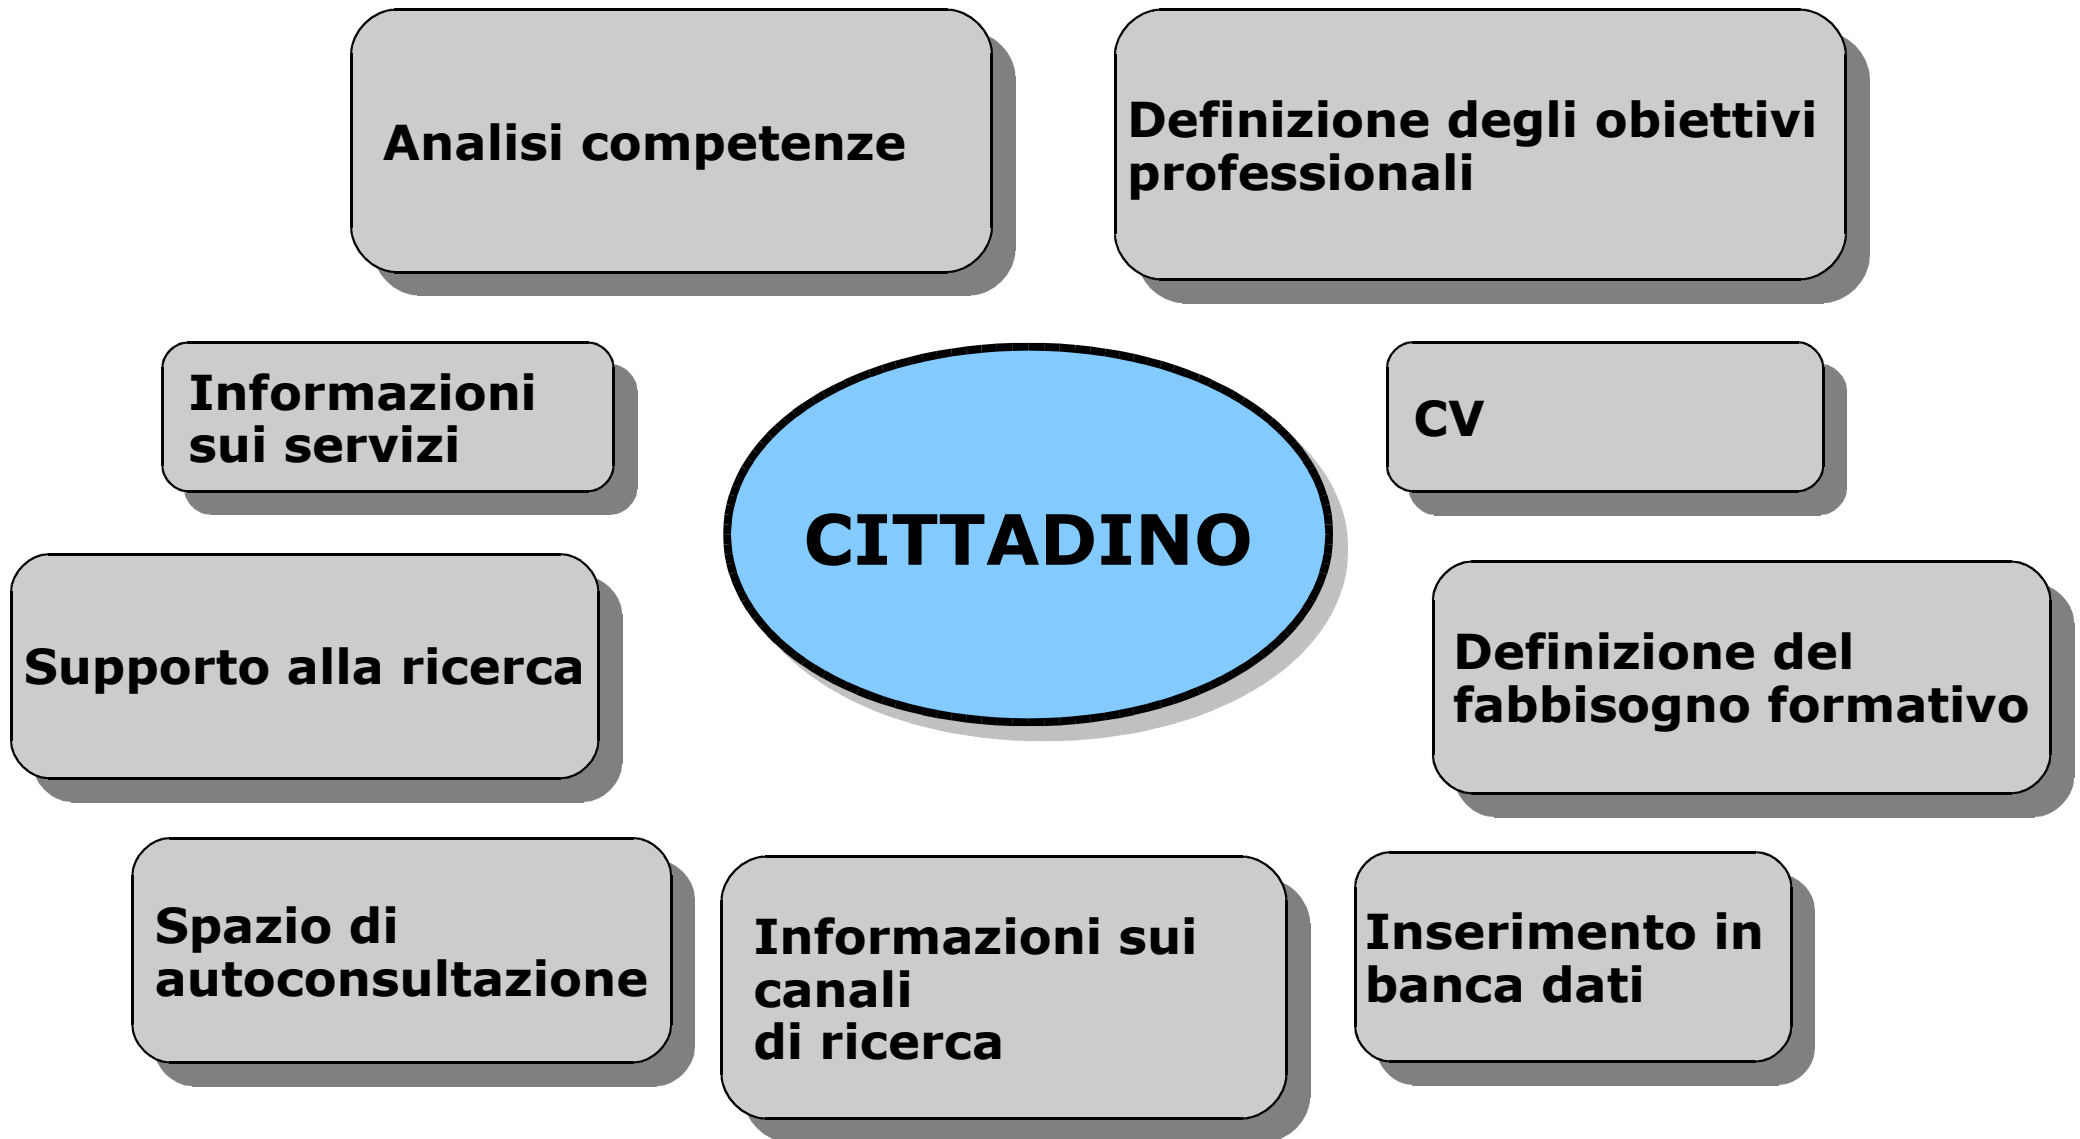 Analisi competenze
Definizione degli obiettivi
professionali
Informazioni
sui servizi
CV
CITTADINO
Supporto alla ricerca
Definizione del
fabbisogno formativo
Spazio di
autoconsultazione
Informazioni sui
canali
di ricerca
Inserimento in
banca dati